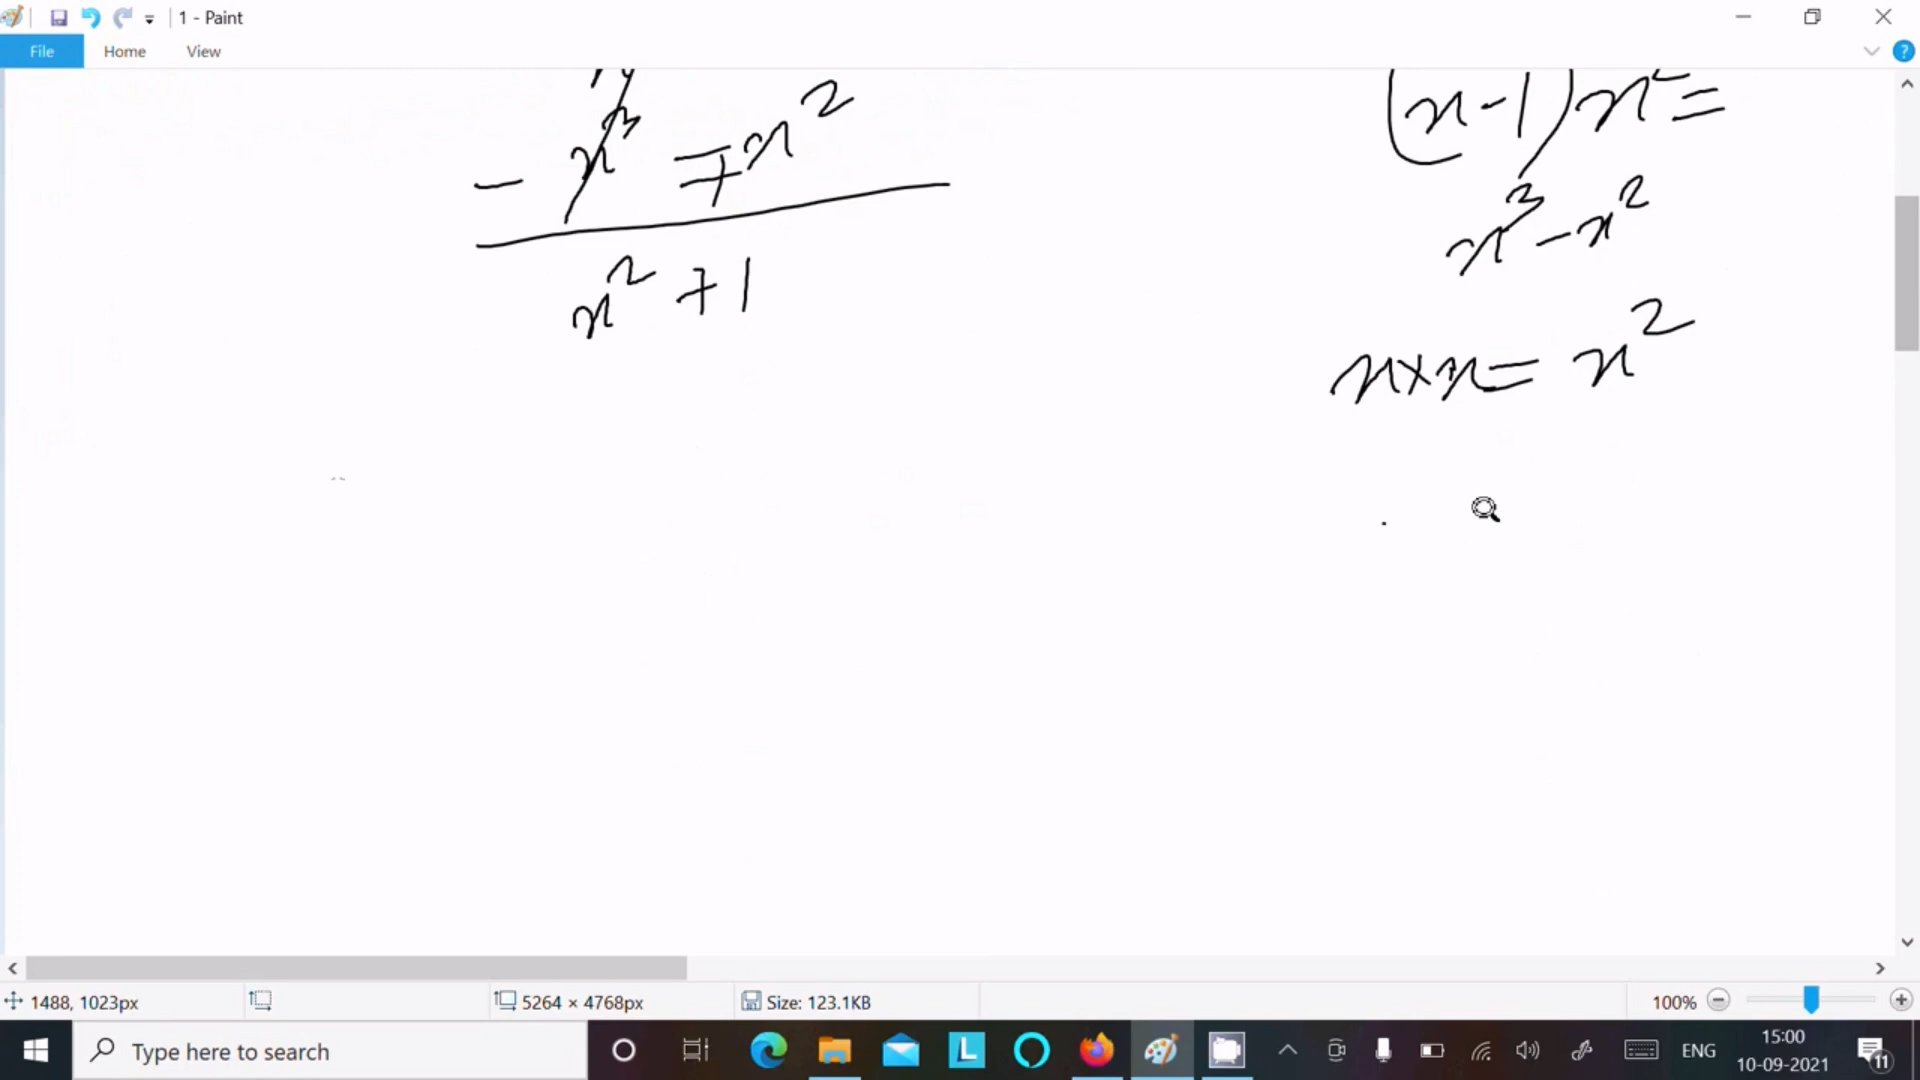 1 - Paint
File Home View
- x³ ∓ x²
x² + 1
(x-1)x² =
x³ - x²
x × x = x²
1488, 1023px
5264 × 4768px
Size: 123.1KB
100%
Type here to search
L
ENG
15:00
10-09-2021
11